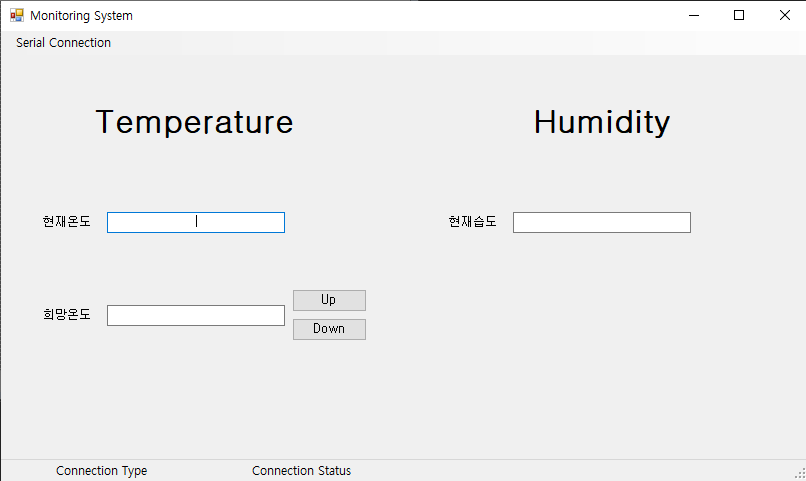 Monitoring System
Serial Connection
Temperature
Humidity
현재온도
현재습도
희망온도
Up
Down
Connection Type
Connection Status